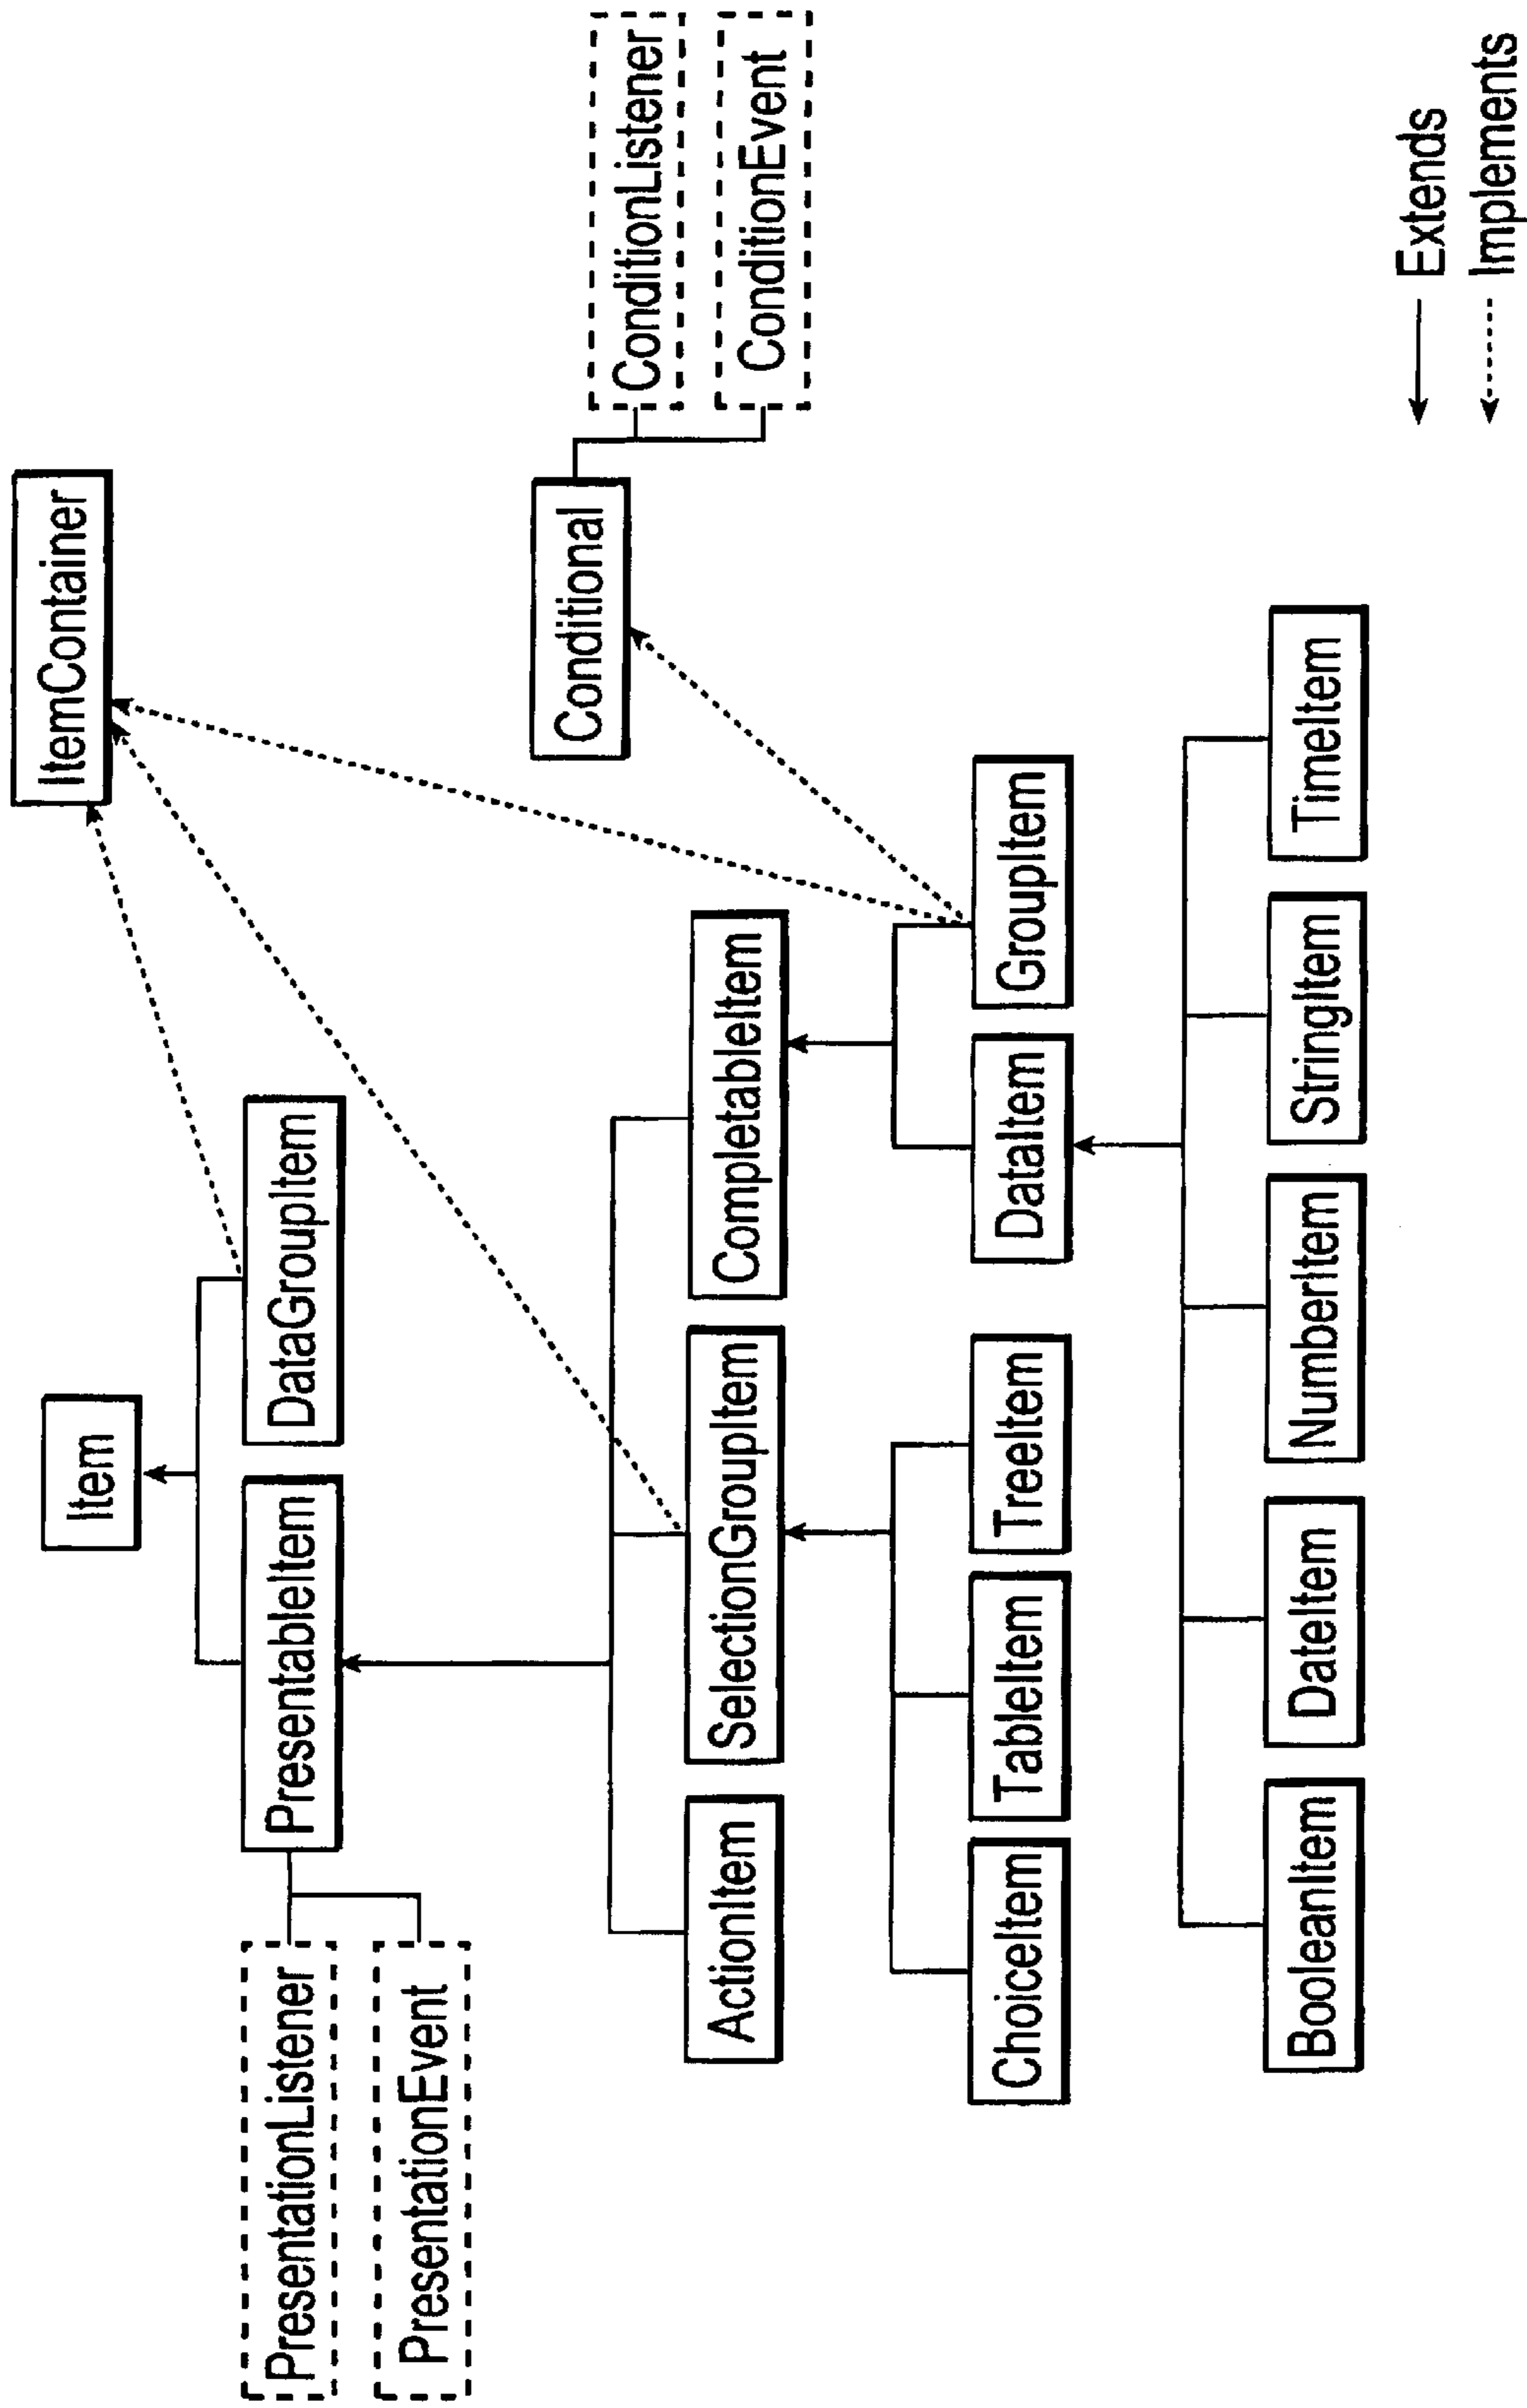 Item
ItemContainer
PresentationListener
PresentableItem
DataGroupItem
PresentationEvent
Conditional
ConditionListener
ConditionEvent
ActionItem
SelectionGroupItem
CompletableItem
ChoiceItem
TableItem
TreeItem
DataItem
GroupItem
BooleanItem
DateItem
NumberItem
StringItem
TimeItem
Extends
Implements